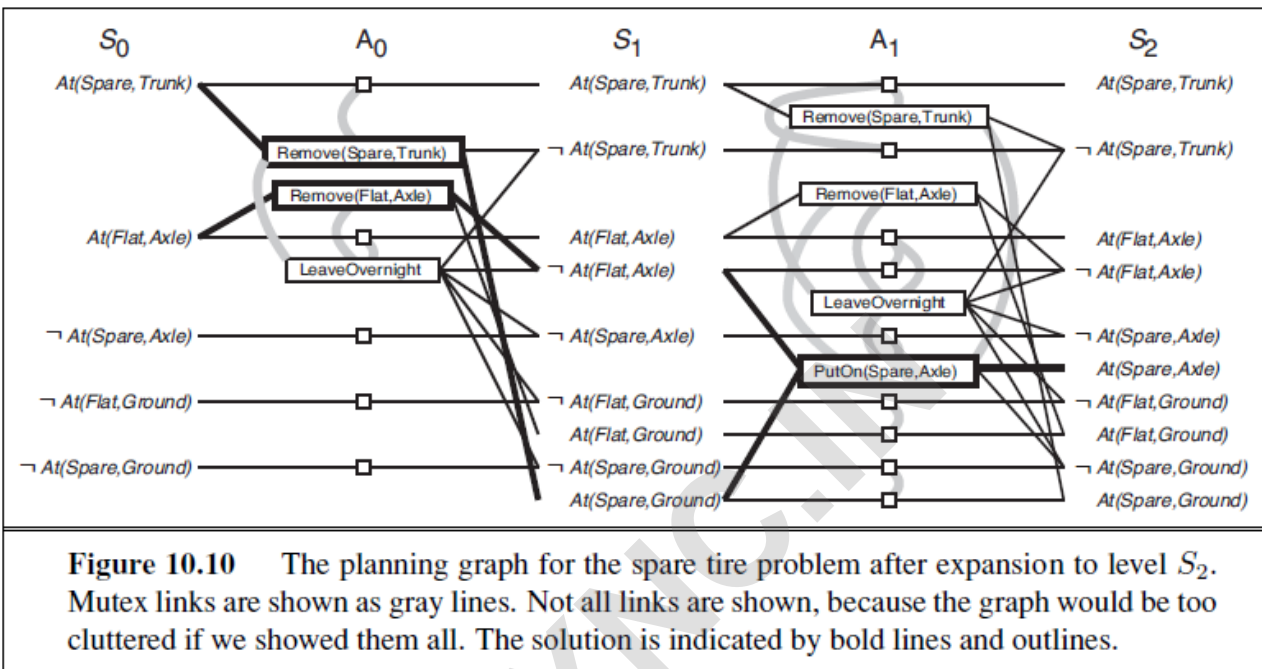 S0 A0 S1 A1 S2
At(Spare,Trunk) At(Spare,Trunk) At(Spare,Trunk)
Remove(Spare,Trunk)
Remove(Spare,Trunk) ¬ At(Spare,Trunk) ¬ At(Spare,Trunk)
Remove(Flat,Axle) Remove(Flat,Axle)
At(Flat,Axle) At(Flat,Axle) At(Flat,Axle)
LeaveOvernight ¬ At(Flat,Axle) ¬ At(Flat,Axle)
LeaveOvernight
¬ At(Spare,Axle) ¬ At(Spare,Axle) ¬ At(Spare,Axle)
PutOn(Spare,Axle) At(Spare,Axle)
¬ At(Flat,Ground) ¬ At(Flat,Ground) ¬ At(Flat,Ground)
At(Flat,Ground) At(Flat,Ground)
¬ At(Spare,Ground) ¬ At(Spare,Ground) ¬ At(Spare,Ground)
At(Spare,Ground) At(Spare,Ground)
Figure 10.10 The planning graph for the spare tire problem after expansion to level S2.
Mutex links are shown as gray lines. Not all links are shown, because the graph would be too
cluttered if we showed them all. The solution is indicated by bold lines and outlines.